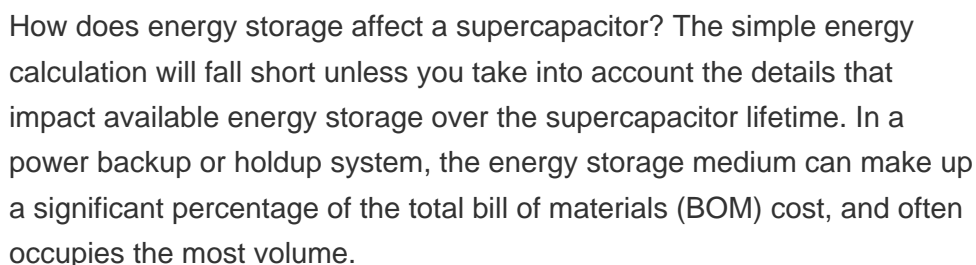 How does energy storage affect a supercapacitor? The simple energy
calculation will fall short unless you take into account the details that
impact available energy storage over the supercapacitor lifetime. In a
power backup or holdup system, the energy storage medium can make up
a significant percentage of the total bill of materials (BOM) cost, and often
occupies the most volume.